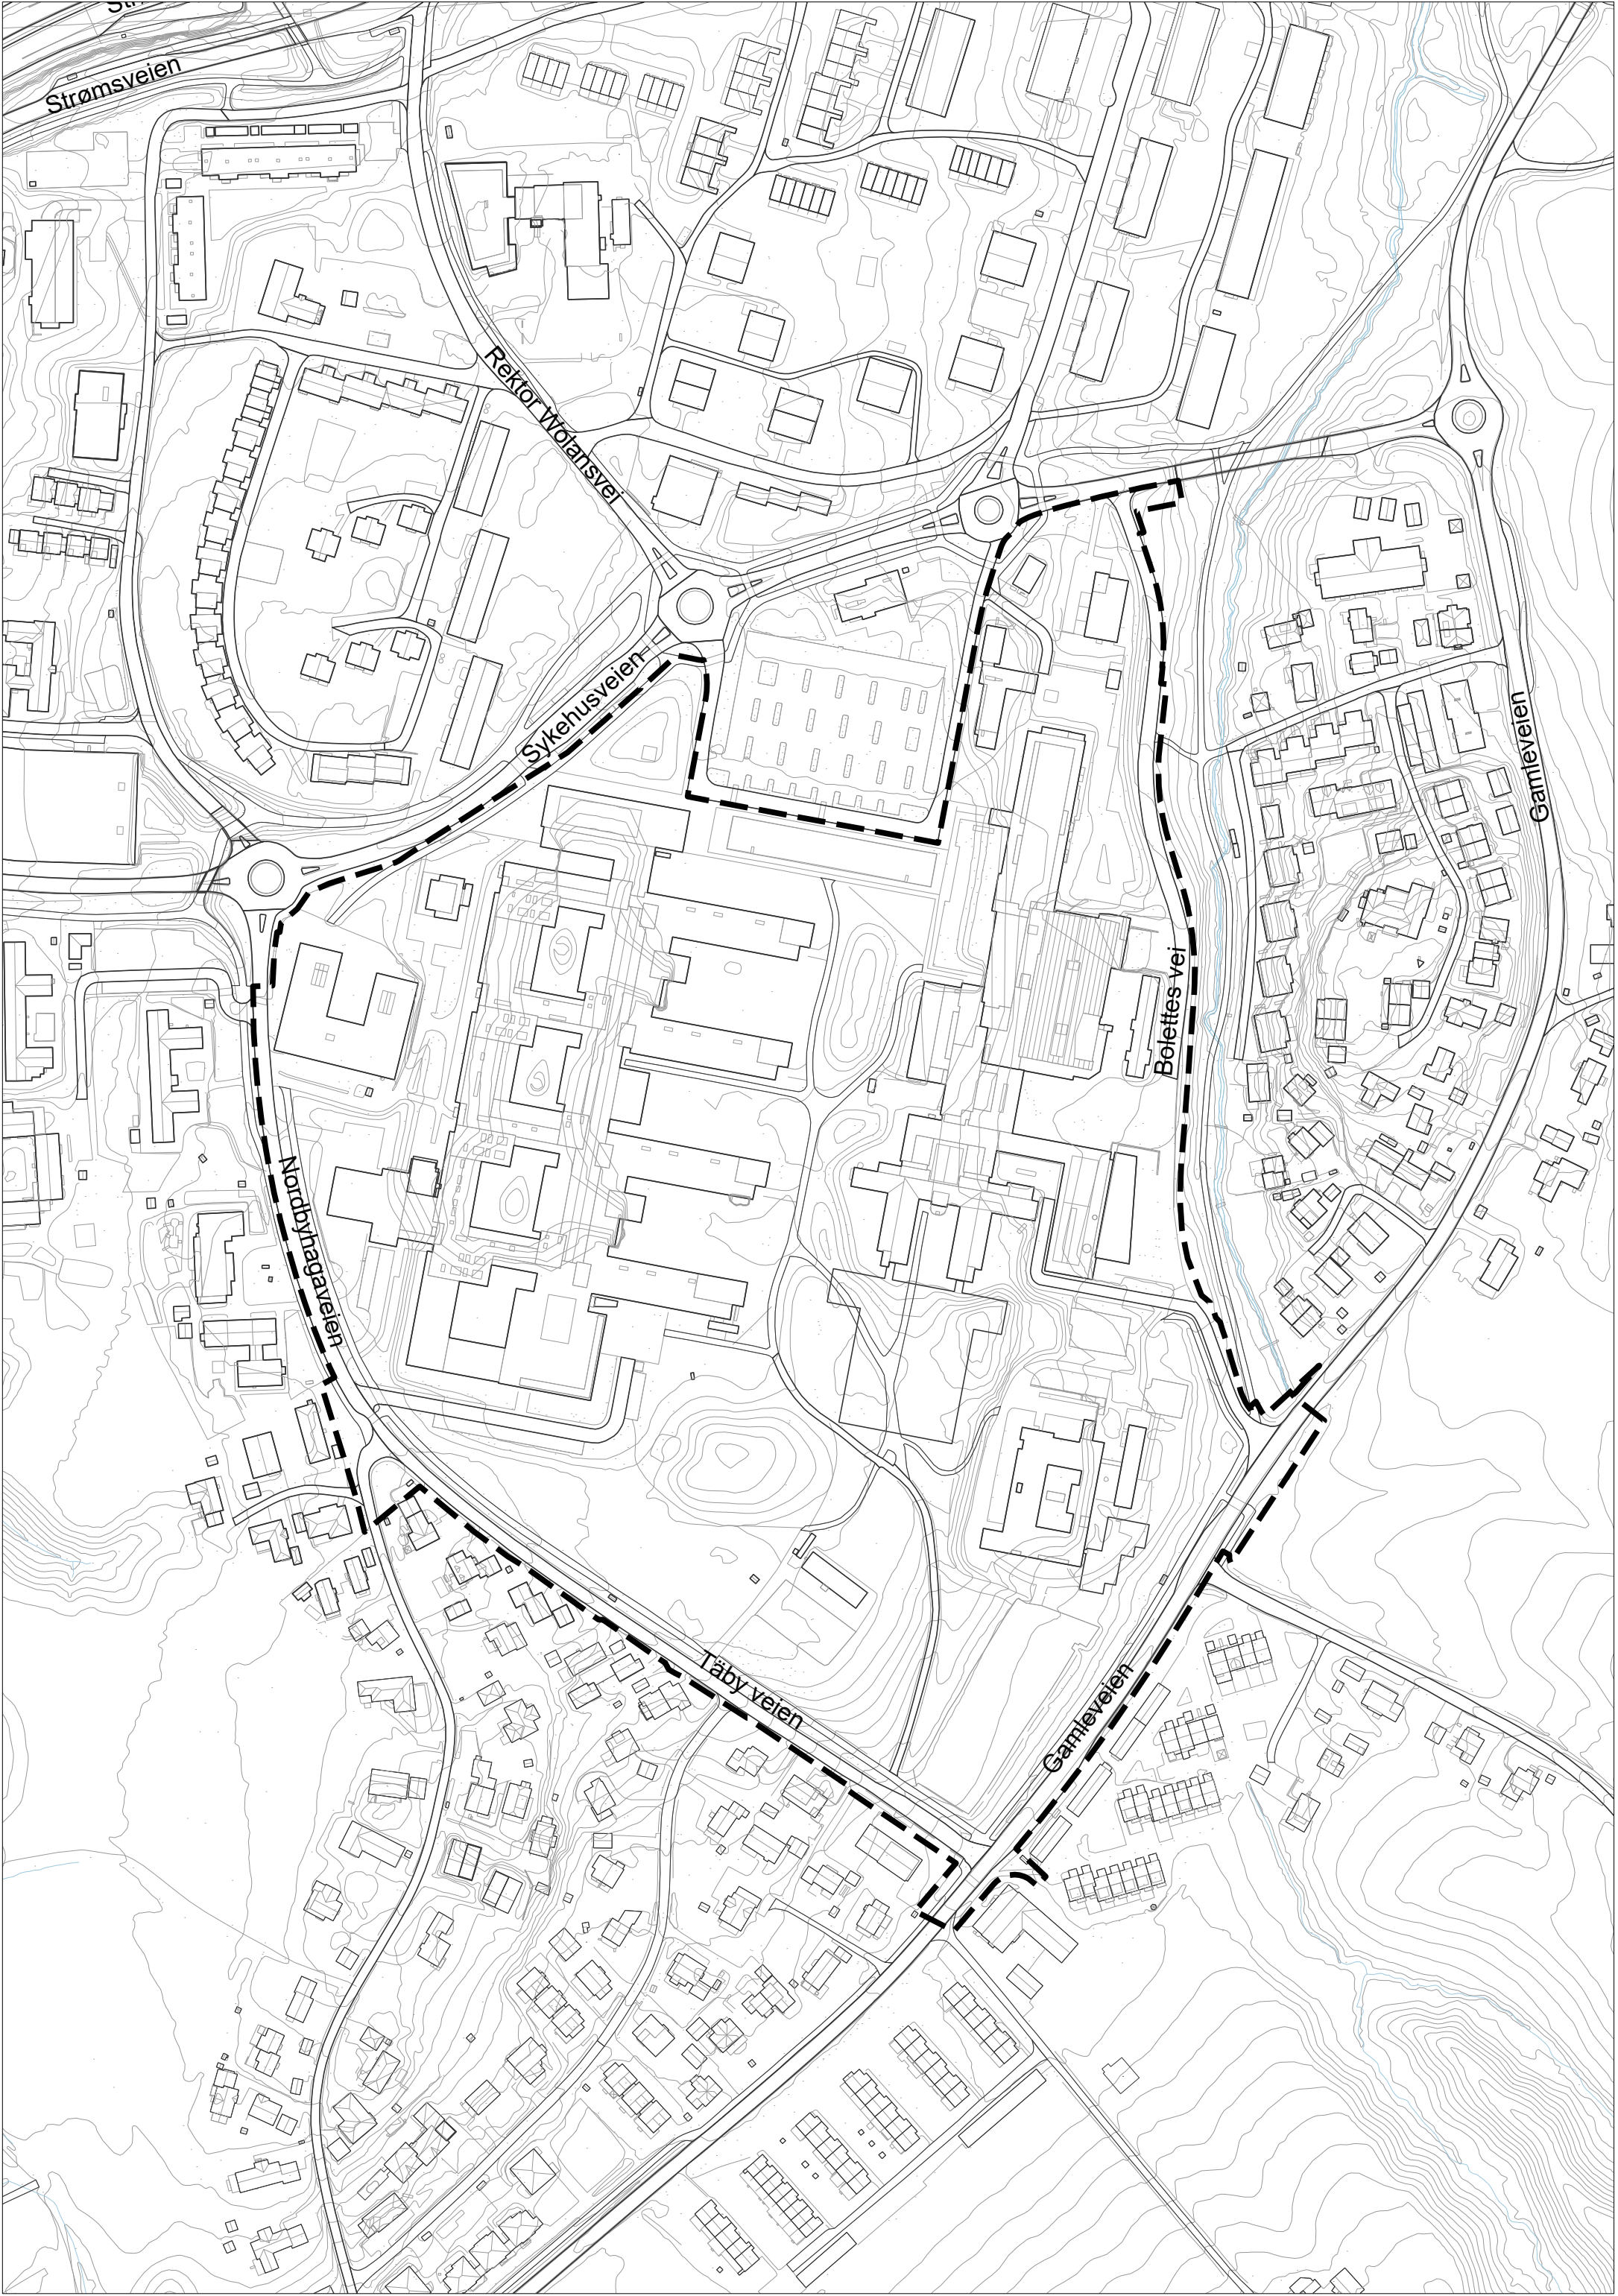 Strømsveien
Rektor Wolansvei
Sykehusveien
Gamleveien
Bolettes vei
Nordbyhagaveien
Täby veien
Gamleveien